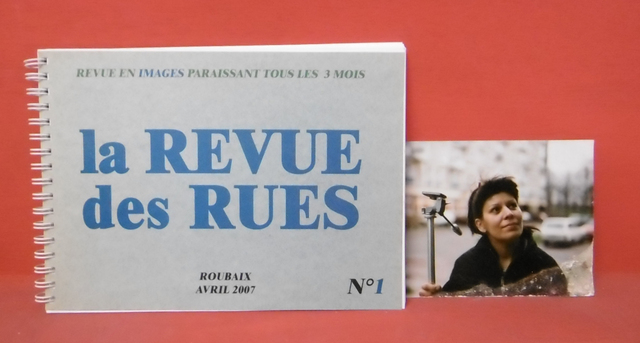 REVUE EN IMAGES PARAISSANT TOUS LES 3 MOIS
la REVUE
des RUES
ROUBAIX
AVRIL 2007
N°1